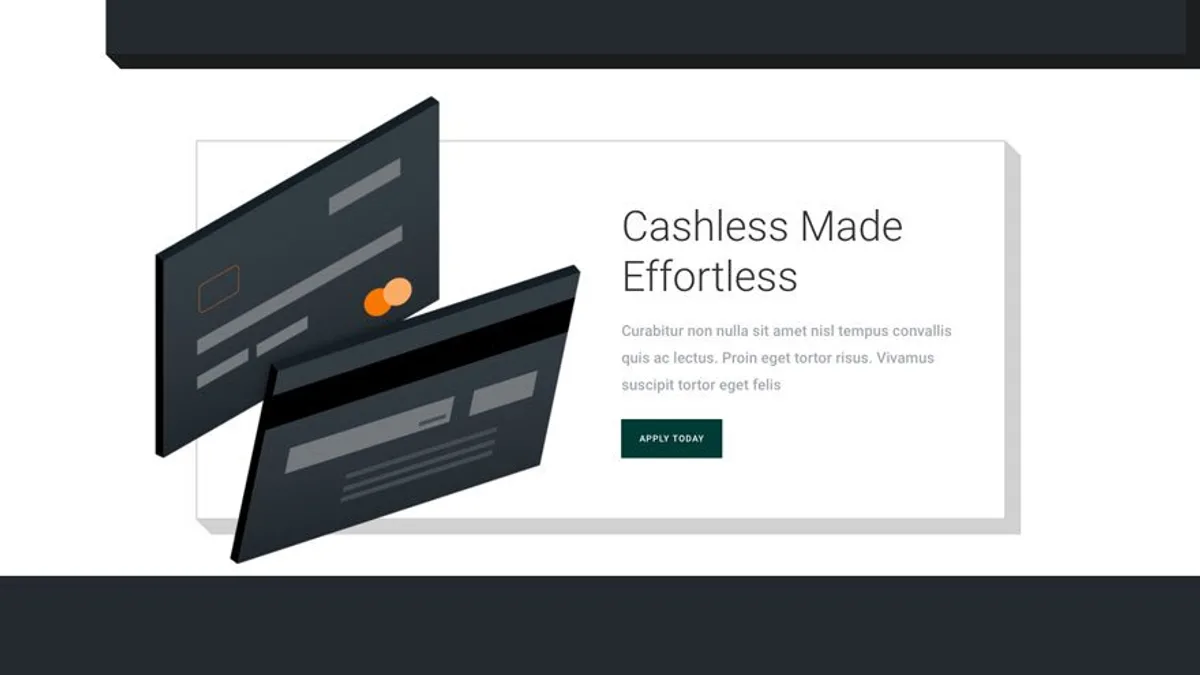 Cashless Made
Effortless
Curabitur non nulla sit amet nisl tempus convallis
quis ac lectus. Proin eget tortor risus. Vivamus
suscipit tortor eget felis
APPLY TODAY